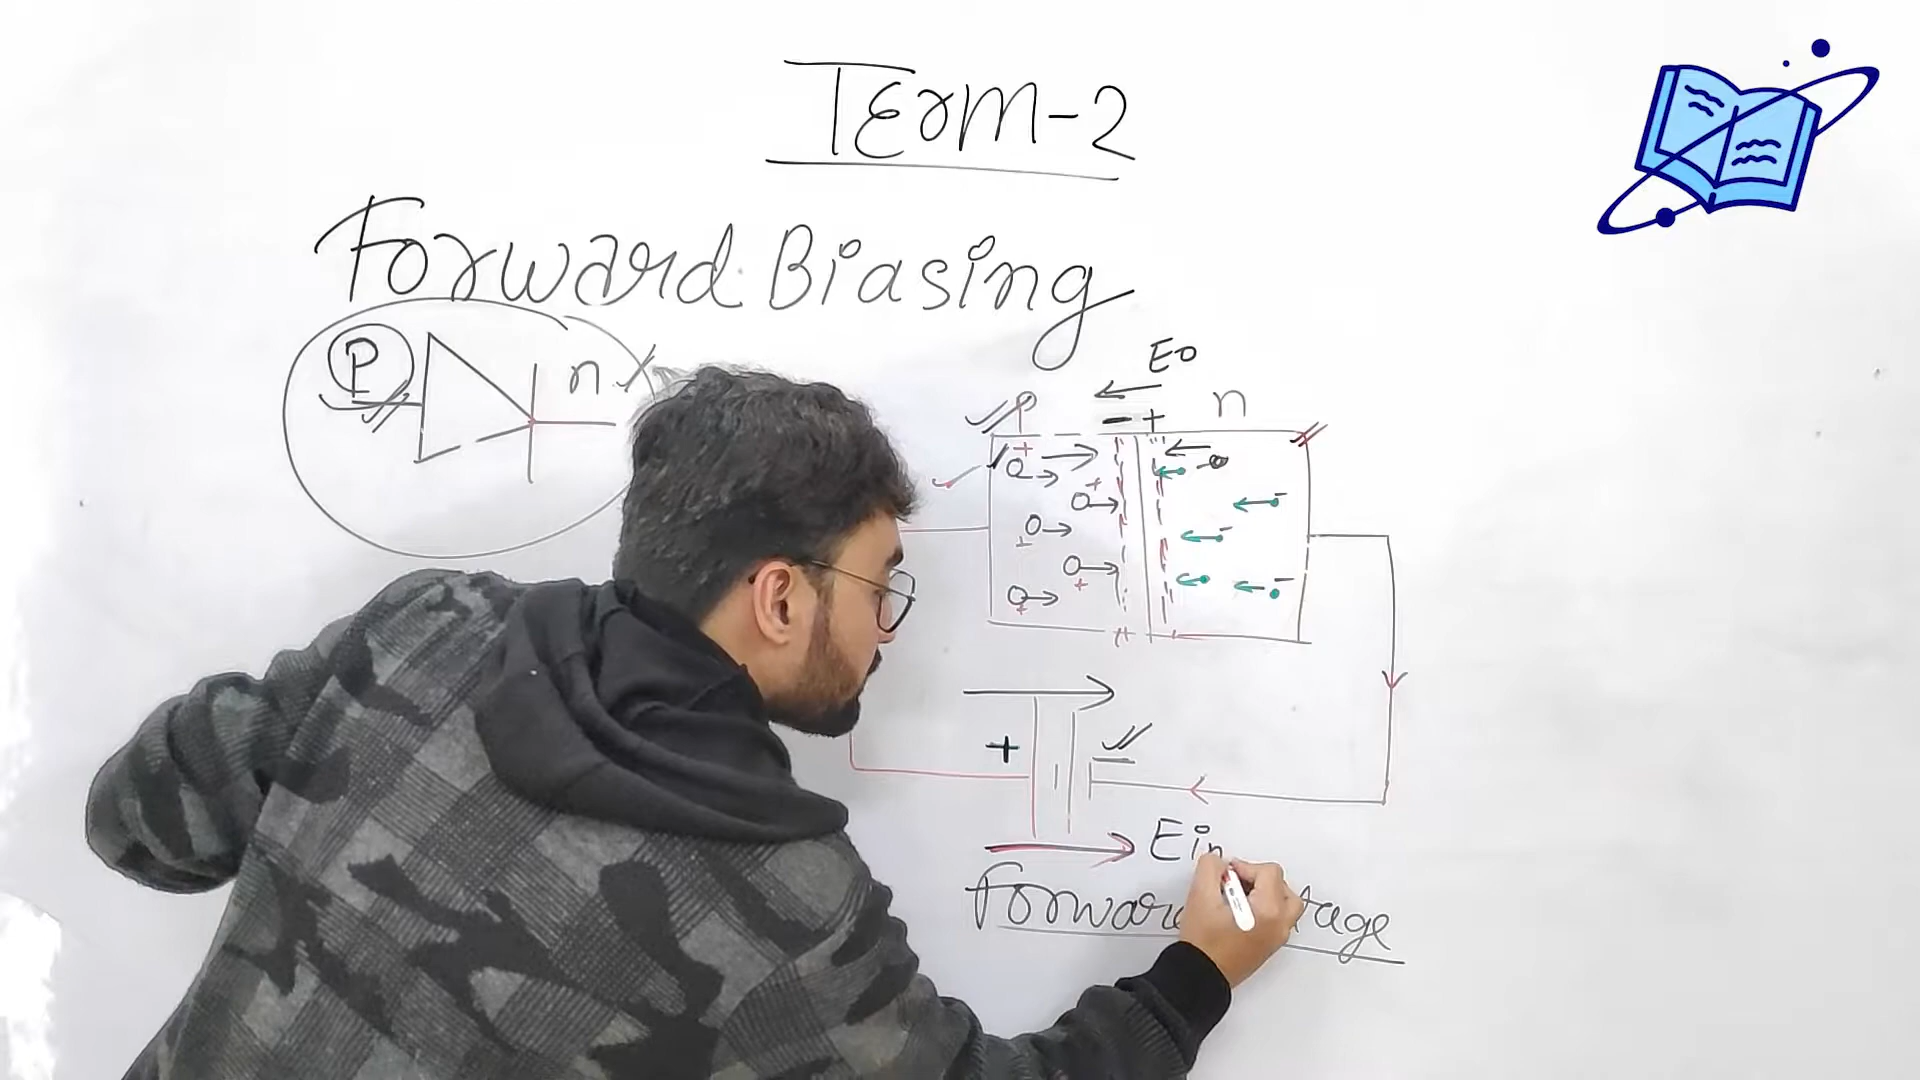 TErM-2
Forward Biasing
P
n
E0
P
- +
n
+
-
Ein
Forward
tage